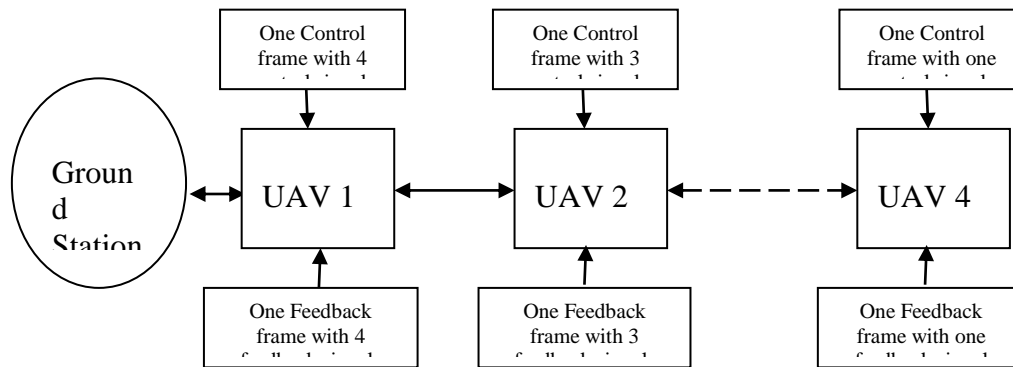 One Control
frame with 4
One Control
frame with 3
One Control
frame with one
Groun
d
Station
UAV 1
UAV 2
UAV 4
One Feedback
frame with 4
One Feedback
frame with 3
One Feedback
frame with one